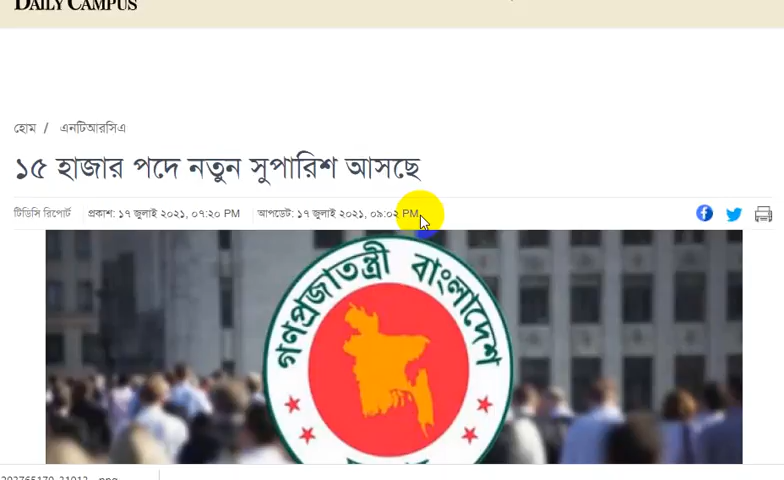 DAILY CAMPUS
হোম / এনটিআরসিএ
১৫ হাজার পদে নতুন সুপারিশ আসছে
টিডিসি রিপোর্ট প্রকাশ: ১৭ জুলাই ২০২১, ০৭:২০ PM আপডেট: ১৭ জুলাই ২০২১, ০৯:০২ PM
গণপ্রজাতন্ত্রী বাংলাদেশ